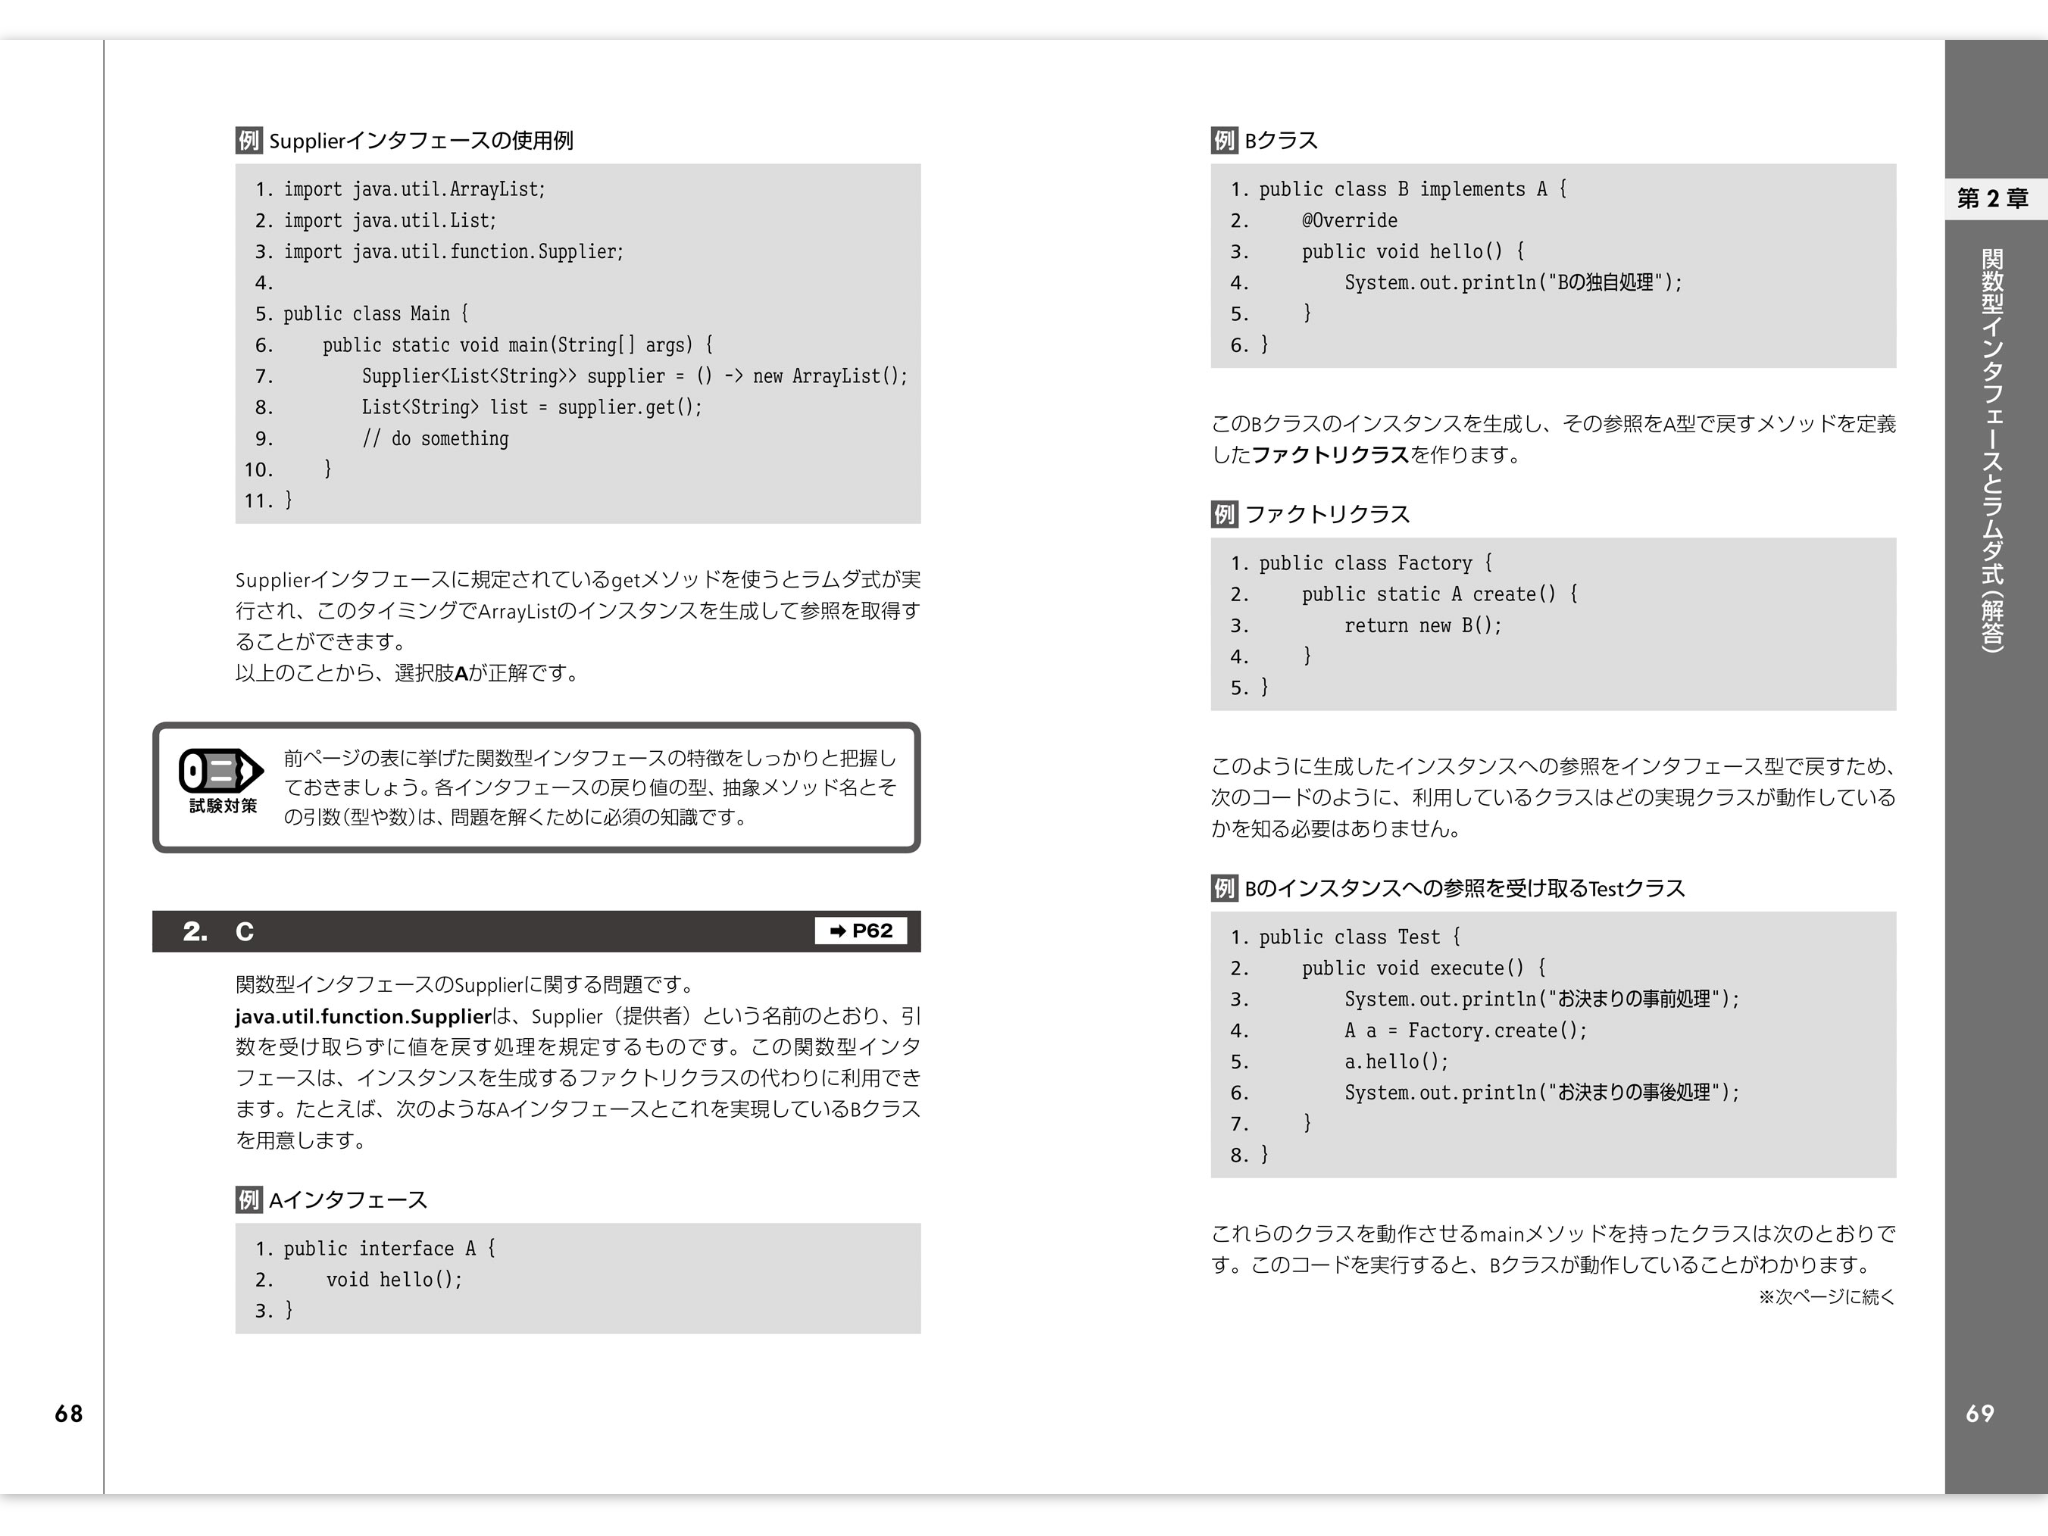 例 Supplierインタフェースの使用例
1. import java.util.ArrayList;
2. import java.util.List;
3. import java.util.function.Supplier;
4.
5. public class Main {
6.     public static void main(String[] args) {
7.         Supplier<List<String>> supplier = () -> new ArrayList();
8.         List<String> list = supplier.get();
9.         // do something
10.     }
11. }
Supplierインタフェースに規定されているgetメソッドを使うとラムダ式が実
行され、このタイミングでArrayListのインスタンスを生成して参照を取得す
ることができます。
以上のことから、選択肢Aが正解です。
試験対策
前ページの表に挙げた関数型インタフェースの特徴をしっかりと把握し
ておきましょう。各インタフェースの戻り値の型、抽象メソッド名とそ
の引数(型や数)は、問題を解くために必須の知識です。
2. C ➡ P62
関数型インタフェースのSupplierに関する問題です。
java.util.function.Supplierは、Supplier（提供者）という名前のとおり、引
数を受け取らずに値を戻す処理を規定するものです。この関数型インタ
フェースは、インスタンスを生成するファクトリクラスの代わりに利用でき
ます。たとえば、次のようなAインタフェースとこれを実現しているBクラス
を用意します。
例 Aインタフェース
1. public interface A {
2.     void hello();
3. }
68
例 Bクラス
1. public class B implements A {
2.     @Override
3.     public void hello() {
4.         System.out.println("Bの独自処理");
5.     }
6. }
このBクラスのインスタンスを生成し、その参照をA型で戻すメソッドを定義
したファクトリクラスを作ります。
例 ファクトリクラス
1. public class Factory {
2.     public static A create() {
3.         return new B();
4.     }
5. }
このように生成したインスタンスへの参照をインタフェース型で戻すため、
次のコードのように、利用しているクラスはどの実現クラスが動作している
かを知る必要はありません。
例 Bのインスタンスへの参照を受け取るTestクラス
1. public class Test {
2.     public void execute() {
3.         System.out.println("お決まりの事前処理");
4.         A a = Factory.create();
5.         a.hello();
6.         System.out.println("お決まりの事後処理");
7.     }
8. }
これらのクラスを動作させるmainメソッドを持ったクラスは次のとおりで
す。このコードを実行すると、Bクラスが動作していることがわかります。
※次ページに続く
第2章
関数型インタフェースとラムダ式（解答）
69